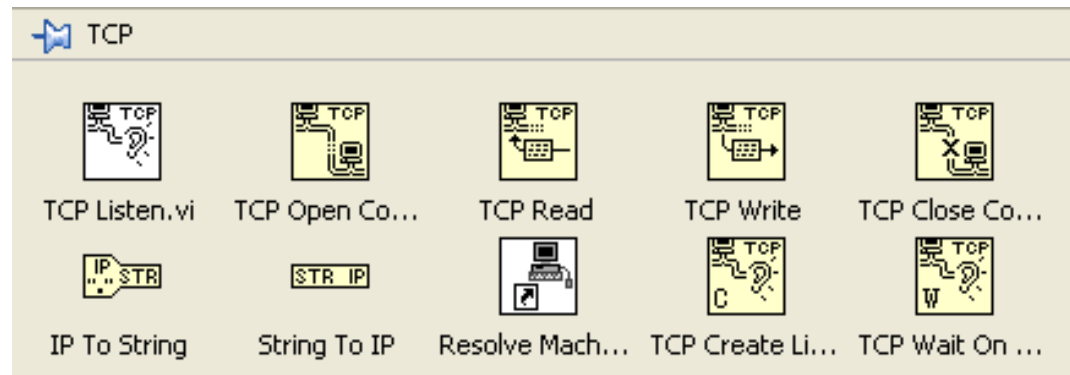 TCP
TCP TCP TCP TCP TCP
TCP Listen.vi TCP Open Co... TCP Read TCP Write TCP Close Co...
IP STR STR IP TCP C TCP W
IP To String String To IP Resolve Mach... TCP Create Li... TCP Wait On ...